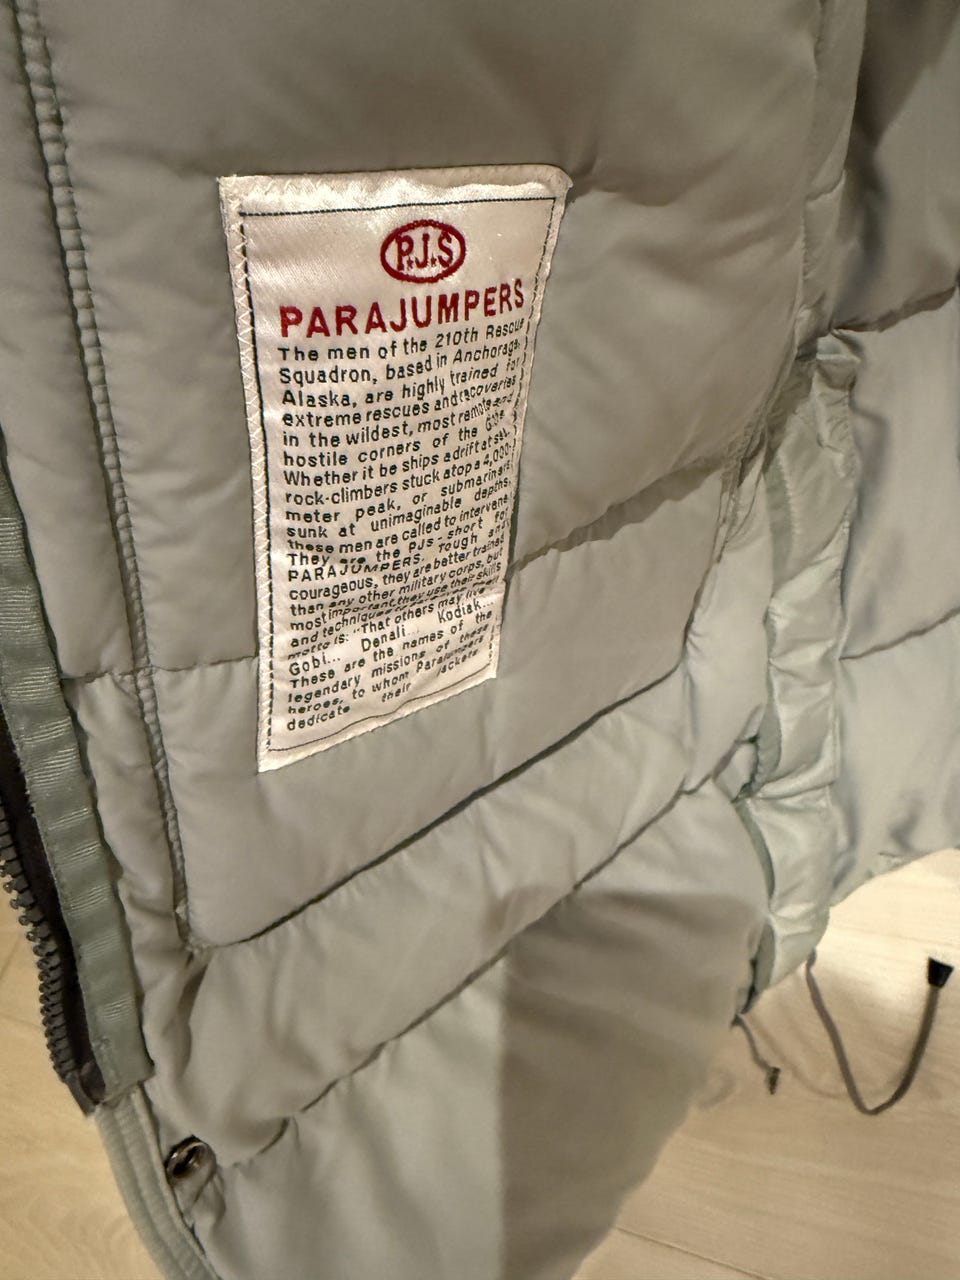 P.J.S
PARAJUMPERS
The men of the 210th Rescue
Squadron, based in Anchorage,
Alaska, are highly trained for
extreme rescues and recoveries
in the wildest, most remote and
hostile corners of the Globe.
Whether it be ships adrift at sea,
rock-climbers stuck atop a 4,000-
meter peak, or submariners
sunk at unimaginable depths,
these men are called to intervene
They are the PJs - short for
PARAJUMPERS. Tough and
courageous, they are better trained
than any other military corps, but
most important, they use their skills
and techniques
motto is: "That others may live"
Gobi... Denali... Kodiak...
These are the names of the
legendary missions of these
heroes, to whom Parajumpers
dedicate their jackets